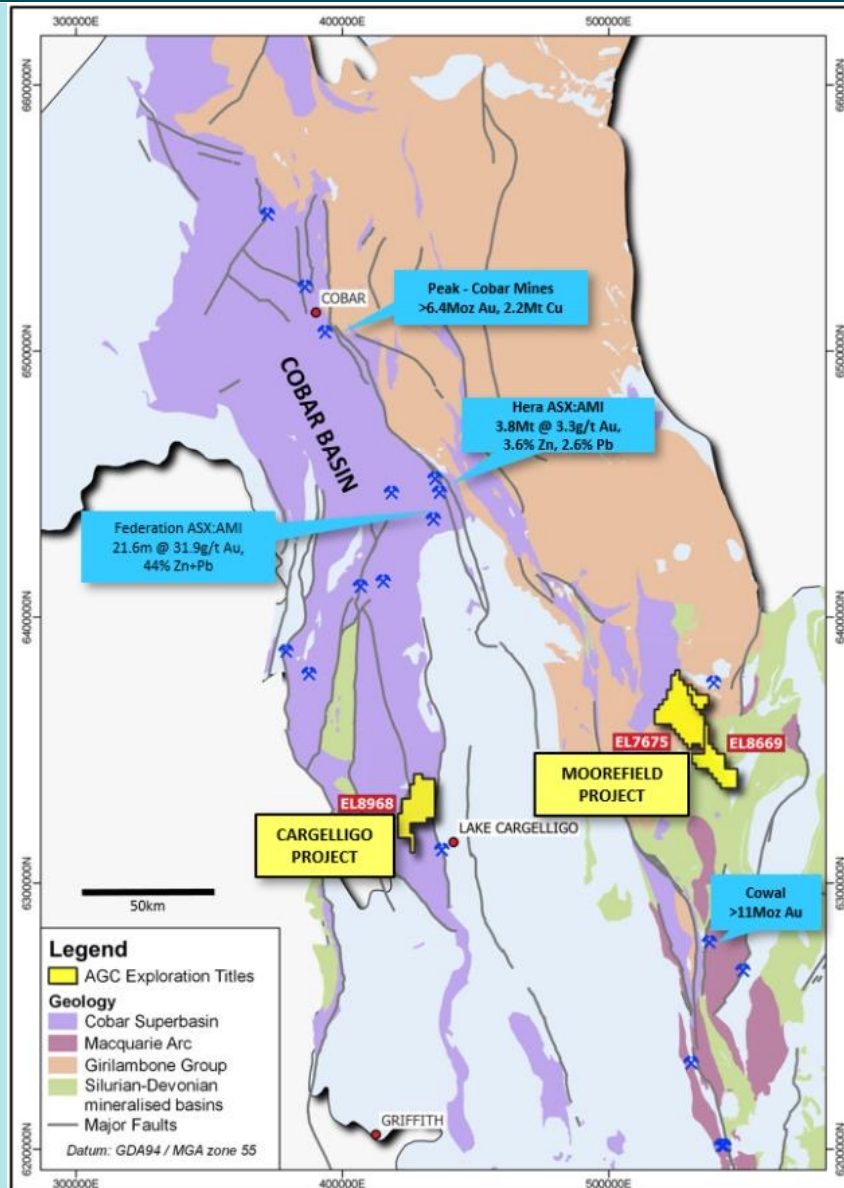 300000E
400000E
500000E
6600000N
6600000N
COBAR
Peak - Cobar Mines
>6.4Moz Au, 2.2Mt Cu
6500000N
6500000N
COBAR BASIN
Hera ASX:AMI
3.8Mt @ 3.3g/t Au,
3.6% Zn, 2.6% Pb
Federation ASX:AMI
21.6m @ 31.9g/t Au,
44% Zn+Pb
6400000N
6400000N
EL7675
EL8669
MOOREFIELD
PROJECT
EL8968
CARGELLIGO
PROJECT
LAKE CARGELLIGO
6300000N
6300000N
50km
Cowal
>11Moz Au
Legend
AGC Exploration Titles
Geology
Cobar Superbasin
Macquarie Arc
Girilambone Group
Silurian-Devonian
mineralised basins
Major Faults
Datum: GDA94 / MGA zone 55
GRIFFITH
6200000N
6200000N
300000E
400000E
500000E